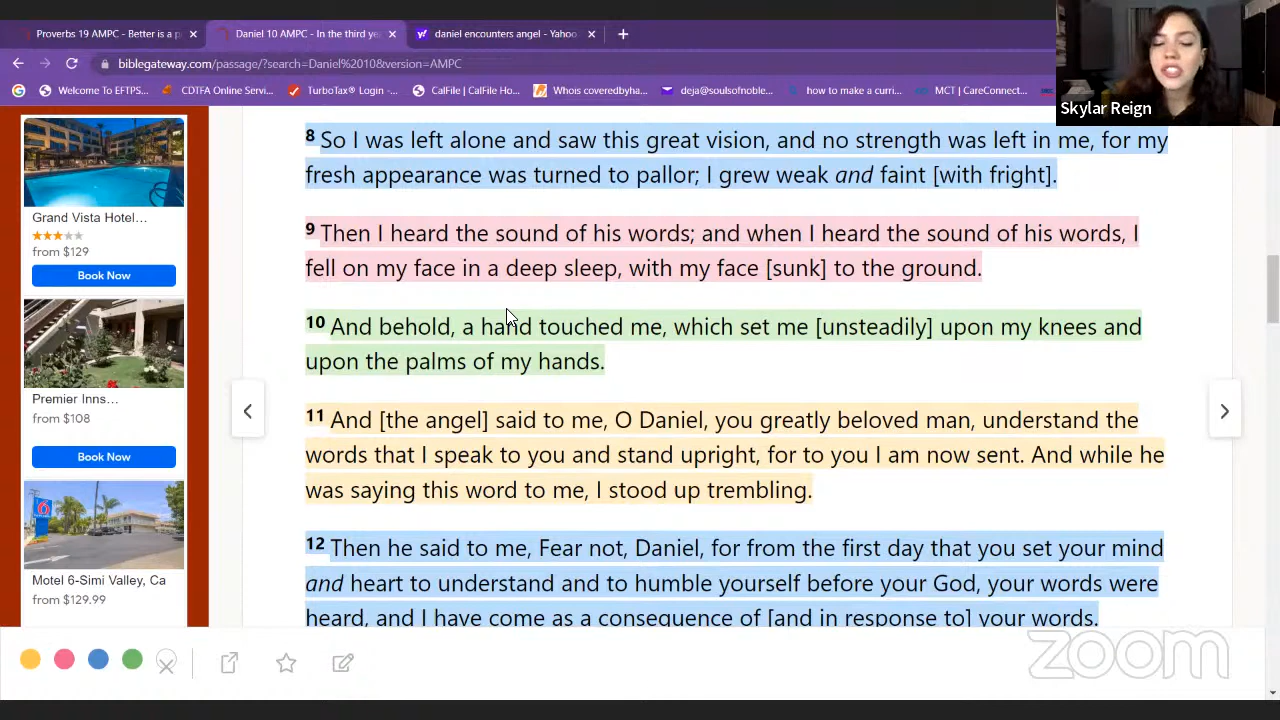 Proverbs 19 AMPC - Better is a p
Daniel 10 AMPC - In the third ye
daniel encounters angel - Yahoo
biblegateway.com/passage/?search=Daniel%2010&version=AMPC
Welcome To EFTPS...
CDTFA Online Servi...
TurboTax® Login -...
CalFile | CalFile Ho...
Whois coveredbyha...
deja@soulsofnoble...
how to make a curri...
MCT | CareConnect...
Skylar Reign
Grand Vista Hotel...
from $129
Book Now
Premier Inns...
from $108
Book Now
Motel 6-Simi Valley, Ca
from $129.99
8 So I was left alone and saw this great vision, and no strength was left in me, for my
fresh appearance was turned to pallor; I grew weak and faint [with fright].
9 Then I heard the sound of his words; and when I heard the sound of his words, I
fell on my face in a deep sleep, with my face [sunk] to the ground.
10 And behold, a hand touched me, which set me [unsteadily] upon my knees and
upon the palms of my hands.
11 And [the angel] said to me, O Daniel, you greatly beloved man, understand the
words that I speak to you and stand upright, for to you I am now sent. And while he
was saying this word to me, I stood up trembling.
12 Then he said to me, Fear not, Daniel, for from the first day that you set your mind
and heart to understand and to humble yourself before your God, your words were
heard, and I have come as a consequence of [and in response to] your words.
zoom